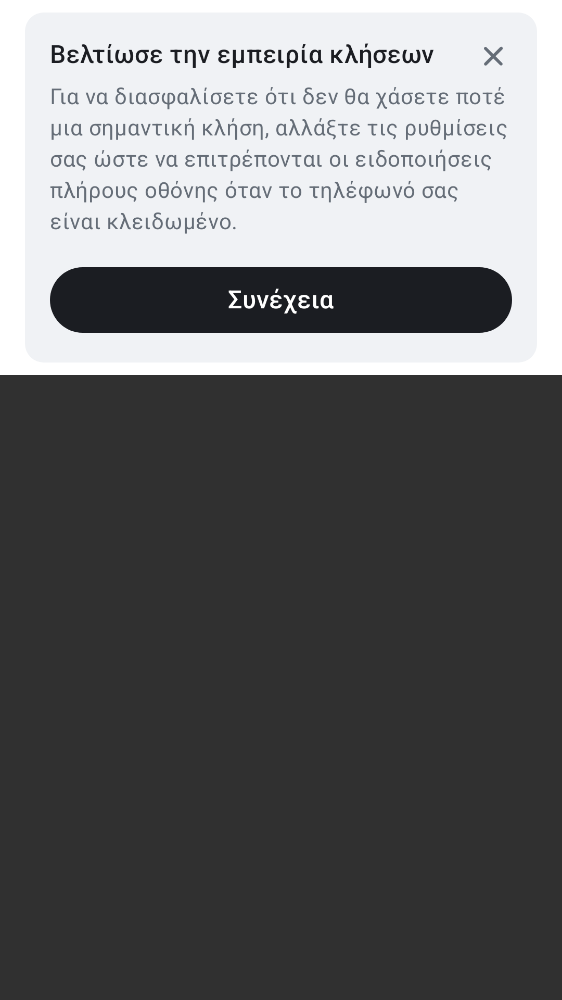 Βελτίωσε την εμπειρία κλήσεων
Για να διασφαλίσετε ότι δεν θα χάσετε ποτέ
μια σημαντική κλήση, αλλάξτε τις ρυθμίσεις
σας ώστε να επιτρέπονται οι ειδοποιήσεις
πλήρους οθόνης όταν το τηλέφωνό σας
είναι κλειδωμένο.
Συνέχεια